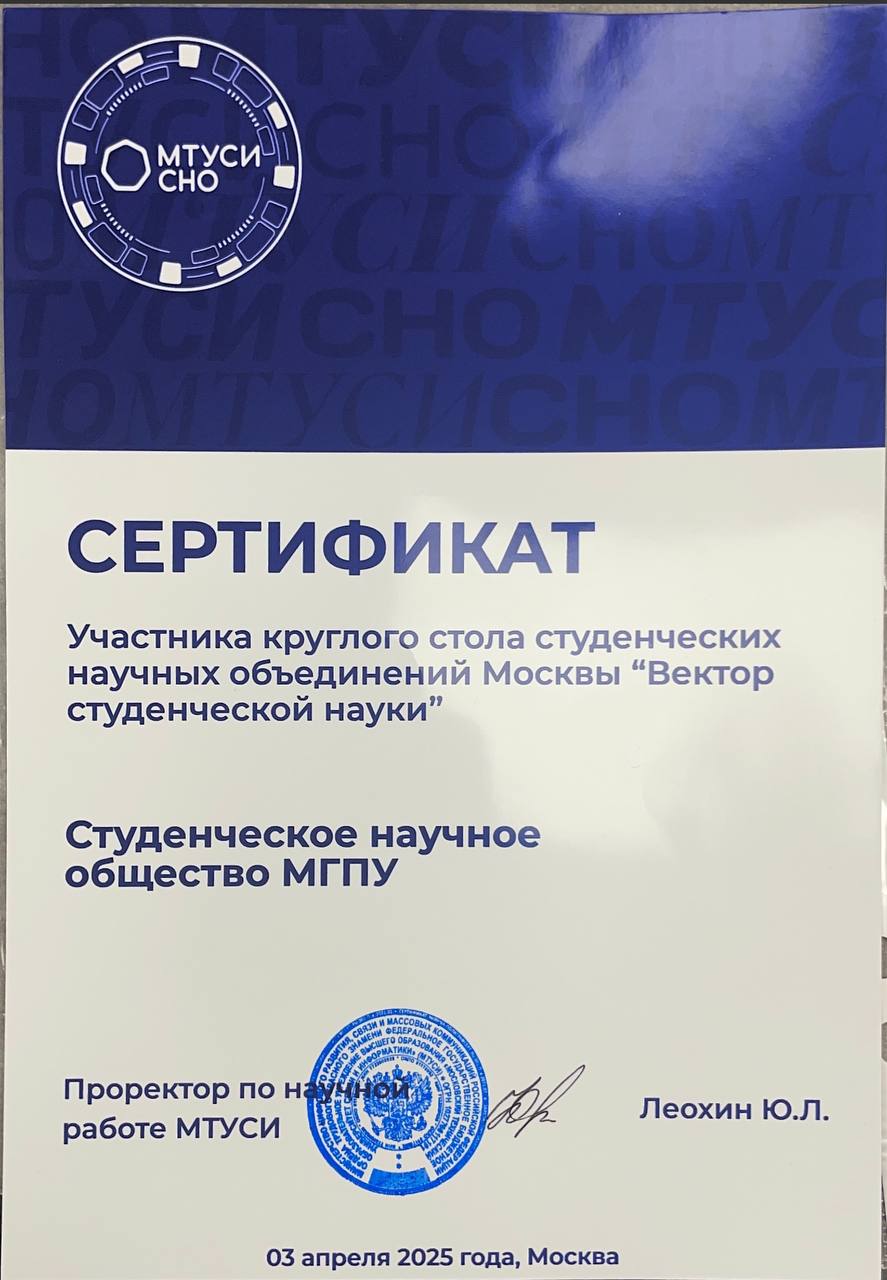 МТУСИ
СНО
СЕРТИФИКАТ
Участника круглого стола студенческих
научных объединений Москвы “Вектор
студенческой науки”
Студенческое научное
общество МГПУ
Проректор по научной
работе МТУСИ
Леохин Ю.Л.
03 апреля 2025 года, Москва